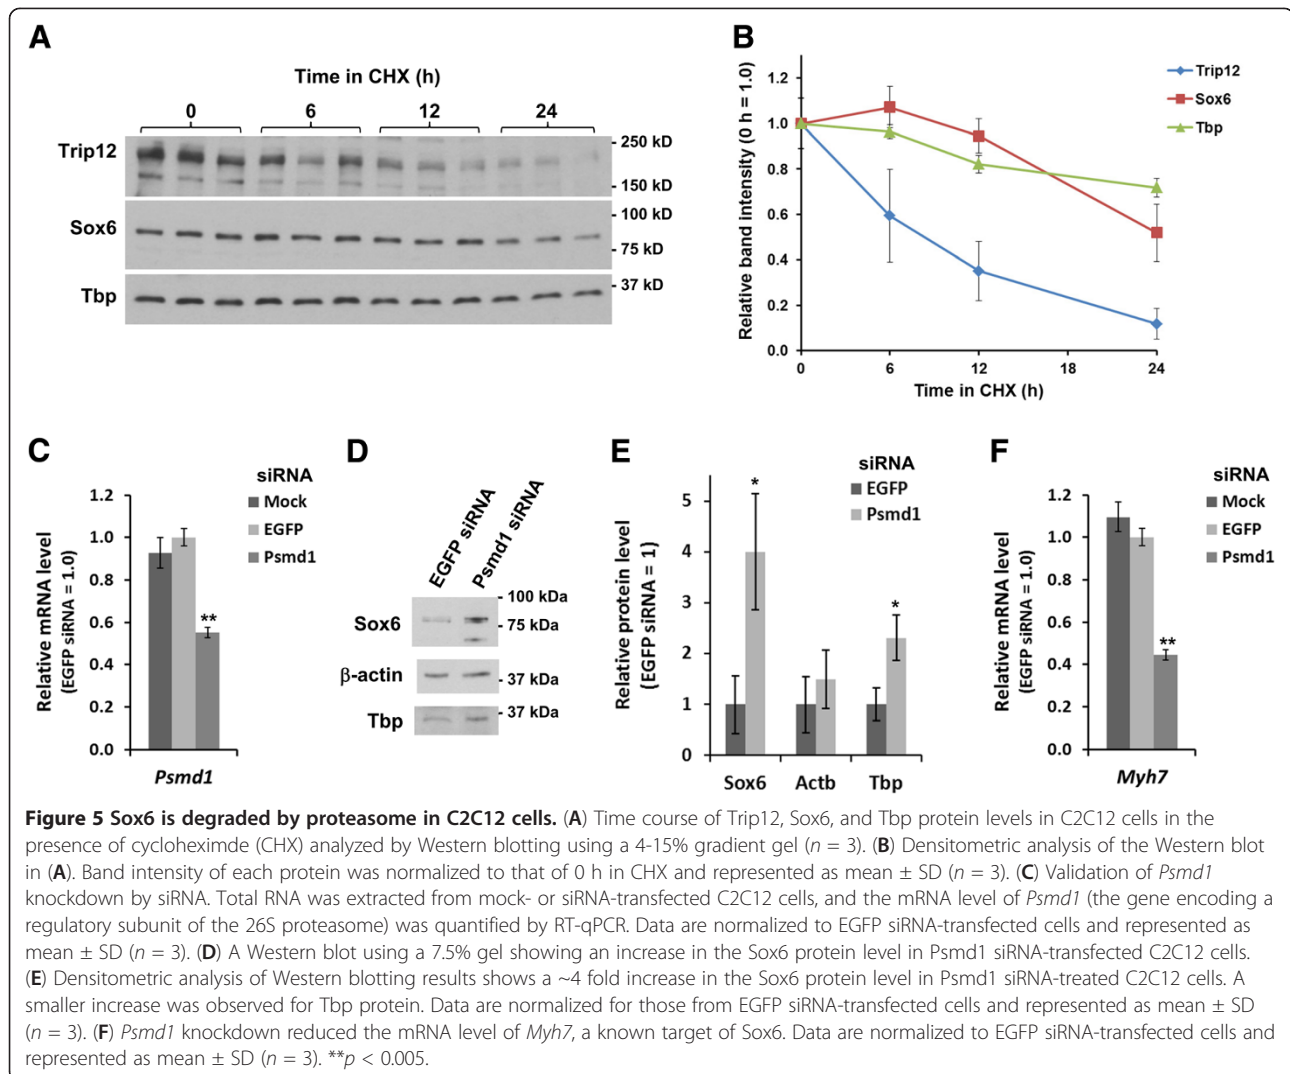 A
Time in CHX (h)
0 6 12 24
Trip12
250 kD
150 kD
Sox6
100 kD
75 kD
Tbp
37 kD
B
Relative band intensity (0 h = 1.0)
1.2
1.0
0.8
0.6
0.4
0.2
0.0
0 6 12 18 24
Time in CHX (h)
Trip12
Sox6
Tbp
C
siRNA
Mock
EGFP
Psmd1
Relative mRNA level
(EGFP siRNA = 1.0)
1.2
1.0
0.8
0.6
0.4
0.2
0.0
**
Psmd1
D
EGFP siRNA
Psmd1 siRNA
Sox6
100 kDa
75 kDa
β-actin
37 kDa
Tbp
37 kDa
E
siRNA
EGFP
Psmd1
Relative protein level
(EGFP siRNA = 1)
5
4
3
2
1
0
*
*
Sox6 Actb Tbp
F
siRNA
Mock
EGFP
Psmd1
Relative mRNA level
(EGFP siRNA = 1.0)
1.2
1.0
0.8
0.6
0.4
0.2
0.0
**
Myh7
Figure 5 Sox6 is degraded by proteasome in C2C12 cells. (A) Time course of Trip12, Sox6, and Tbp protein levels in C2C12 cells in the
presence of cycloheximde (CHX) analyzed by Western blotting using a 4-15% gradient gel (n = 3). (B) Densitometric analysis of the Western blot
in (A). Band intensity of each protein was normalized to that of 0 h in CHX and represented as mean ± SD (n = 3). (C) Validation of Psmd1
knockdown by siRNA. Total RNA was extracted from mock- or siRNA-transfected C2C12 cells, and the mRNA level of Psmd1 (the gene encoding a
regulatory subunit of the 26S proteasome) was quantified by RT-qPCR. Data are normalized to EGFP siRNA-transfected cells and represented as
mean ± SD (n = 3). (D) A Western blot using a 7.5% gel showing an increase in the Sox6 protein level in Psmd1 siRNA-transfected C2C12 cells.
(E) Densitometric analysis of Western blotting results shows a ~4 fold increase in the Sox6 protein level in Psmd1 siRNA-treated C2C12 cells. A
smaller increase was observed for Tbp protein. Data are normalized for those from EGFP siRNA-transfected cells and represented as mean ± SD
(n = 3). (F) Psmd1 knockdown reduced the mRNA level of Myh7, a known target of Sox6. Data are normalized to EGFP siRNA-transfected cells and
represented as mean ± SD (n = 3). **p < 0.005.